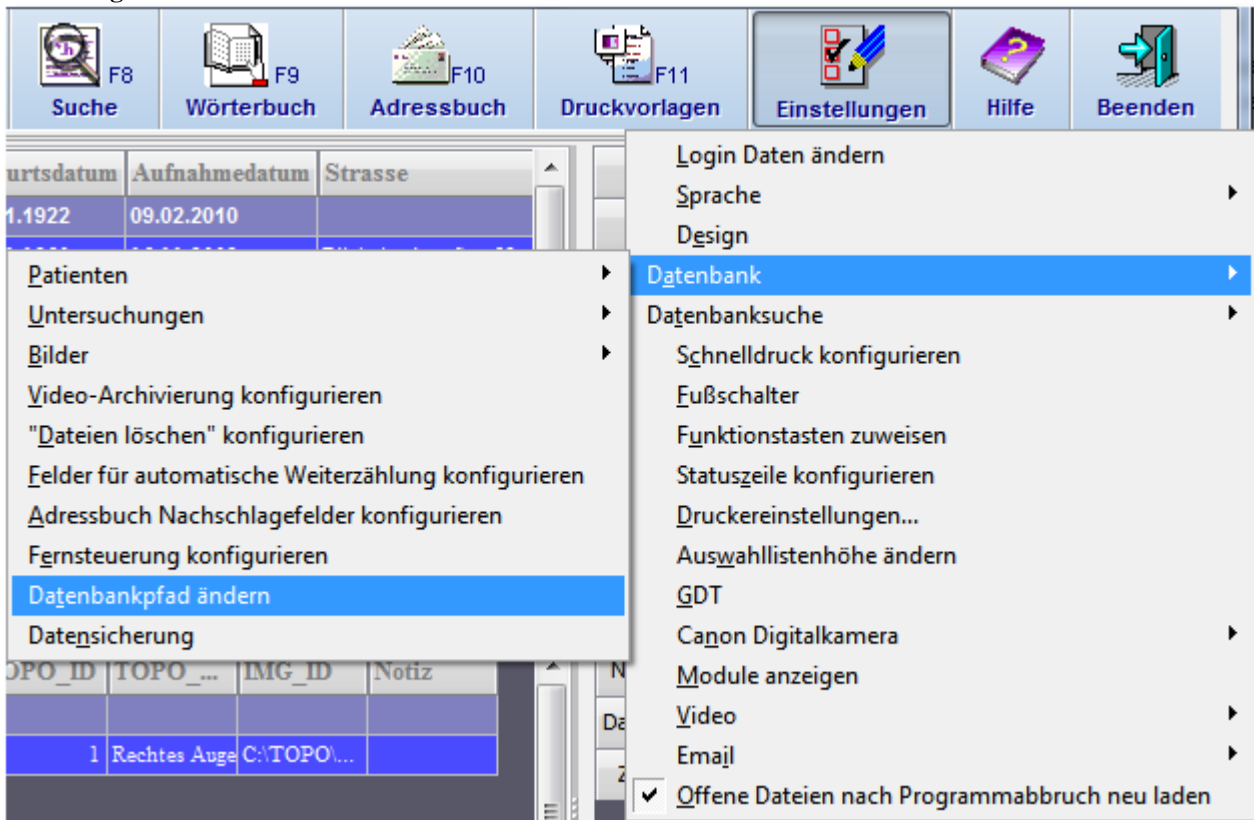 F8 F9 F10 F11
Suche Wörterbuch Adressbuch Druckvorlagen Einstellungen Hilfe Beenden
urtsdatum Aufnahmedatum Strasse
1.1922 09.02.2010
Login Daten ändern
Sprache
Design
Datenbank
Datenbanksuche
Schnelldruck konfigurieren
Fußschalter
Funktionstasten zuweisen
Statuszeile konfigurieren
Druckereinstellungen...
Auswahllistenhöhe ändern
GDT
Canon Digitalkamera
Module anzeigen
Video
Email
Offene Dateien nach Programmabbruch neu laden
Patienten
Untersuchungen
Bilder
Video-Archivierung konfigurieren
"Dateien löschen" konfigurieren
Felder für automatische Weiterzählung konfigurieren
Adressbuch Nachschlagefelder konfigurieren
Fernsteuerung konfigurieren
Datenbankpfad ändern
Datensicherung
OPO_ID TOPO_... IMG_ID Notiz
1 Rechtes Auge C:\TOPO\...
N
Da
Z